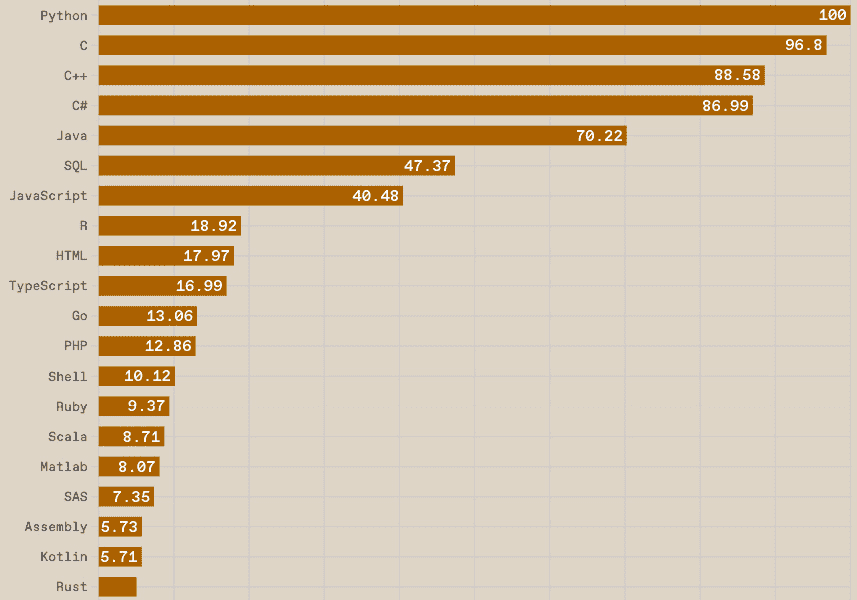 Python 100
C 96.8
C++ 88.58
C# 86.99
Java 70.22
SQL 47.37
JavaScript 40.48
R 18.92
HTML 17.97
TypeScript 16.99
Go 13.06
PHP 12.86
Shell 10.12
Ruby 9.37
Scala 8.71
Matlab 8.07
SAS 7.35
Assembly 5.73
Kotlin 5.71
Rust